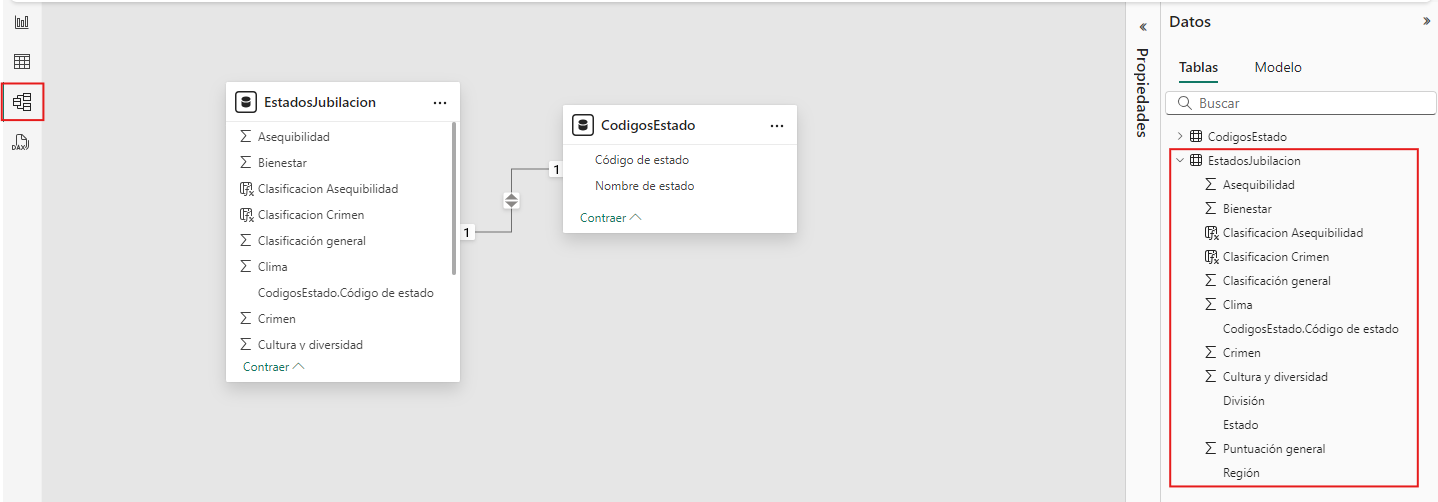 DAX
EstadosJubilacion
Asequibilidad
Bienestar
Clasificacion Asequibilidad
Clasificacion Crimen
Clasificación general
Clima
CodigosEstado.Código de estado
Crimen
Cultura y diversidad
Contraer
1
1
CodigosEstado
Código de estado
Nombre de estado
Contraer
Propiedades
Datos
Tablas Modelo
Buscar
CodigosEstado
EstadosJubilacion
Asequibilidad
Bienestar
Clasificacion Asequibilidad
Clasificacion Crimen
Clasificación general
Clima
CodigosEstado.Código de estado
Crimen
Cultura y diversidad
División
Estado
Puntuación general
Región